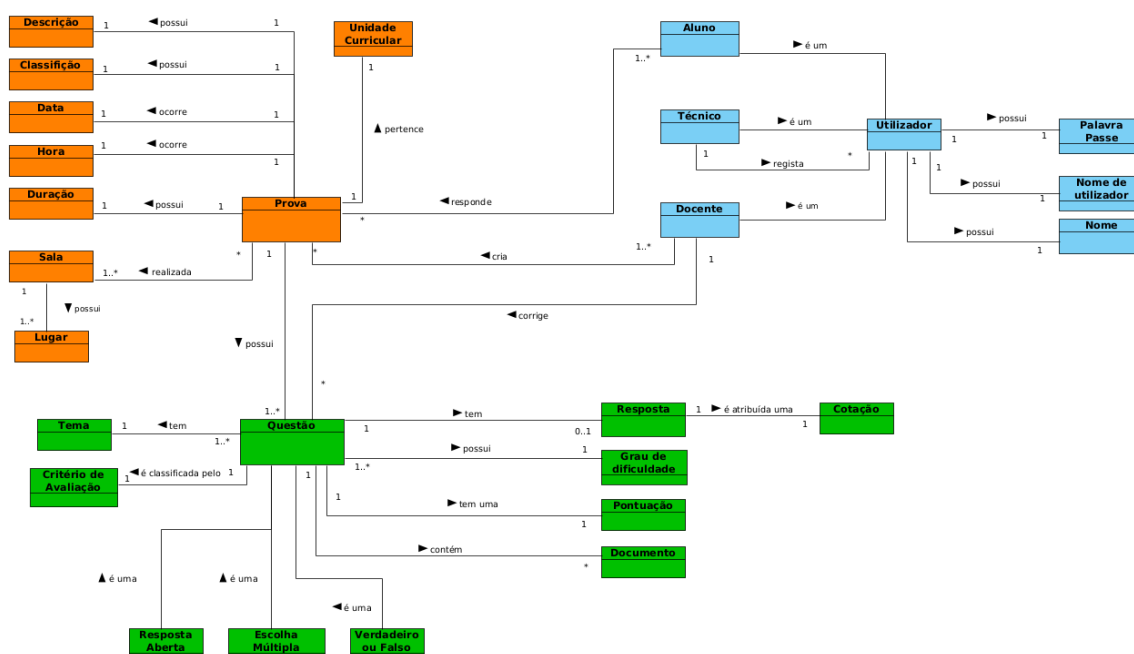 Descrição
1
possui
1
Classifição
1
possui
1
Data
1
ocorre
1
Hora
1
ocorre
1
Duração
1
possui
1
Prova
Unidade
Curricular
1
pertence
1
Sala
1..*
realizada
*
1
possui
1..*
Lugar
Aluno
1..*
é um
responde
*
Técnico
é um
1
regista
*
Utilizador
1
possui
1
Palavra
Passe
1
possui
1
Nome de
utilizador
1
possui
1
Nome
Docente
é um
1..*
cria
*
1
corrige
*
1
possui
1..*
Questão
Tema
1
tem
1..*
Critério de
Avaliação
1
é classificada pelo
1
1
tem
0..1
Resposta
1
é atribuída uma
1
Cotação
1..*
possui
1
Grau de
dificuldade
1
tem uma
1
Pontuação
1
contém
*
Documento
é uma
é uma
é uma
Resposta
Aberta
Escolha
Múltipla
Verdadeiro
ou Falso